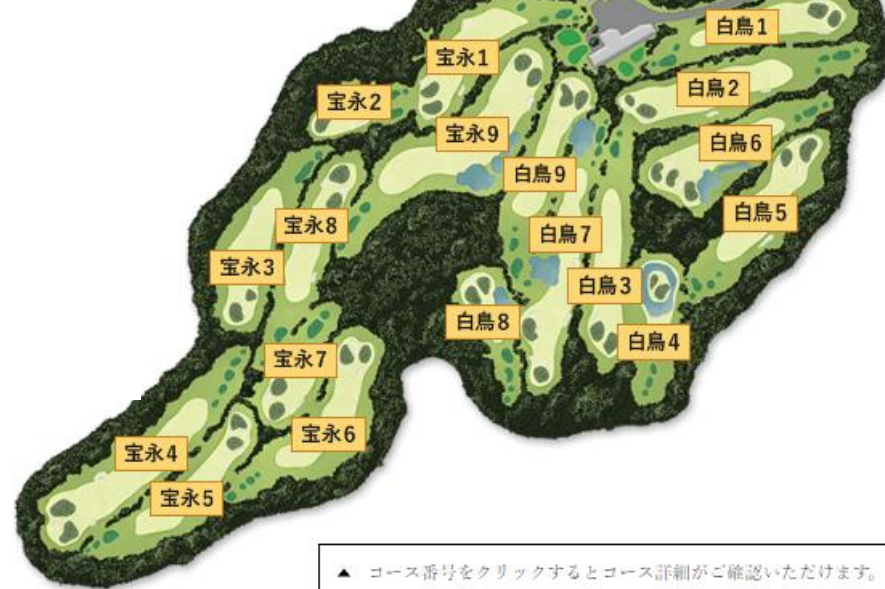 白鳥1
宝永1
白鳥2
宝永2
宝永9
白鳥6
白鳥9
白鳥5
宝永8
白鳥7
宝永3
白鳥3
白鳥8
白鳥4
宝永7
宝永6
宝永4
宝永5
▲ コース番号をクリックするとコース詳細がご確認いただけます。